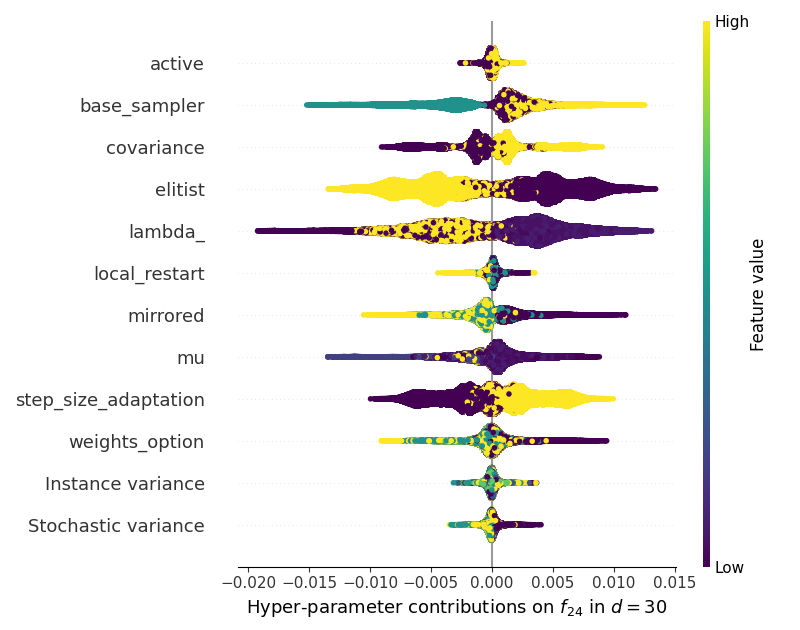 High
active
base_sampler
covariance
elitist
lambda_
local_restart
mirrored
mu
step_size_adaptation
weights_option
Instance variance
Stochastic variance
Feature value
Low
−0.020 −0.015 −0.010 −0.005 0.000 0.005 0.010 0.015
Hyper-parameter contributions on f24 in d = 30